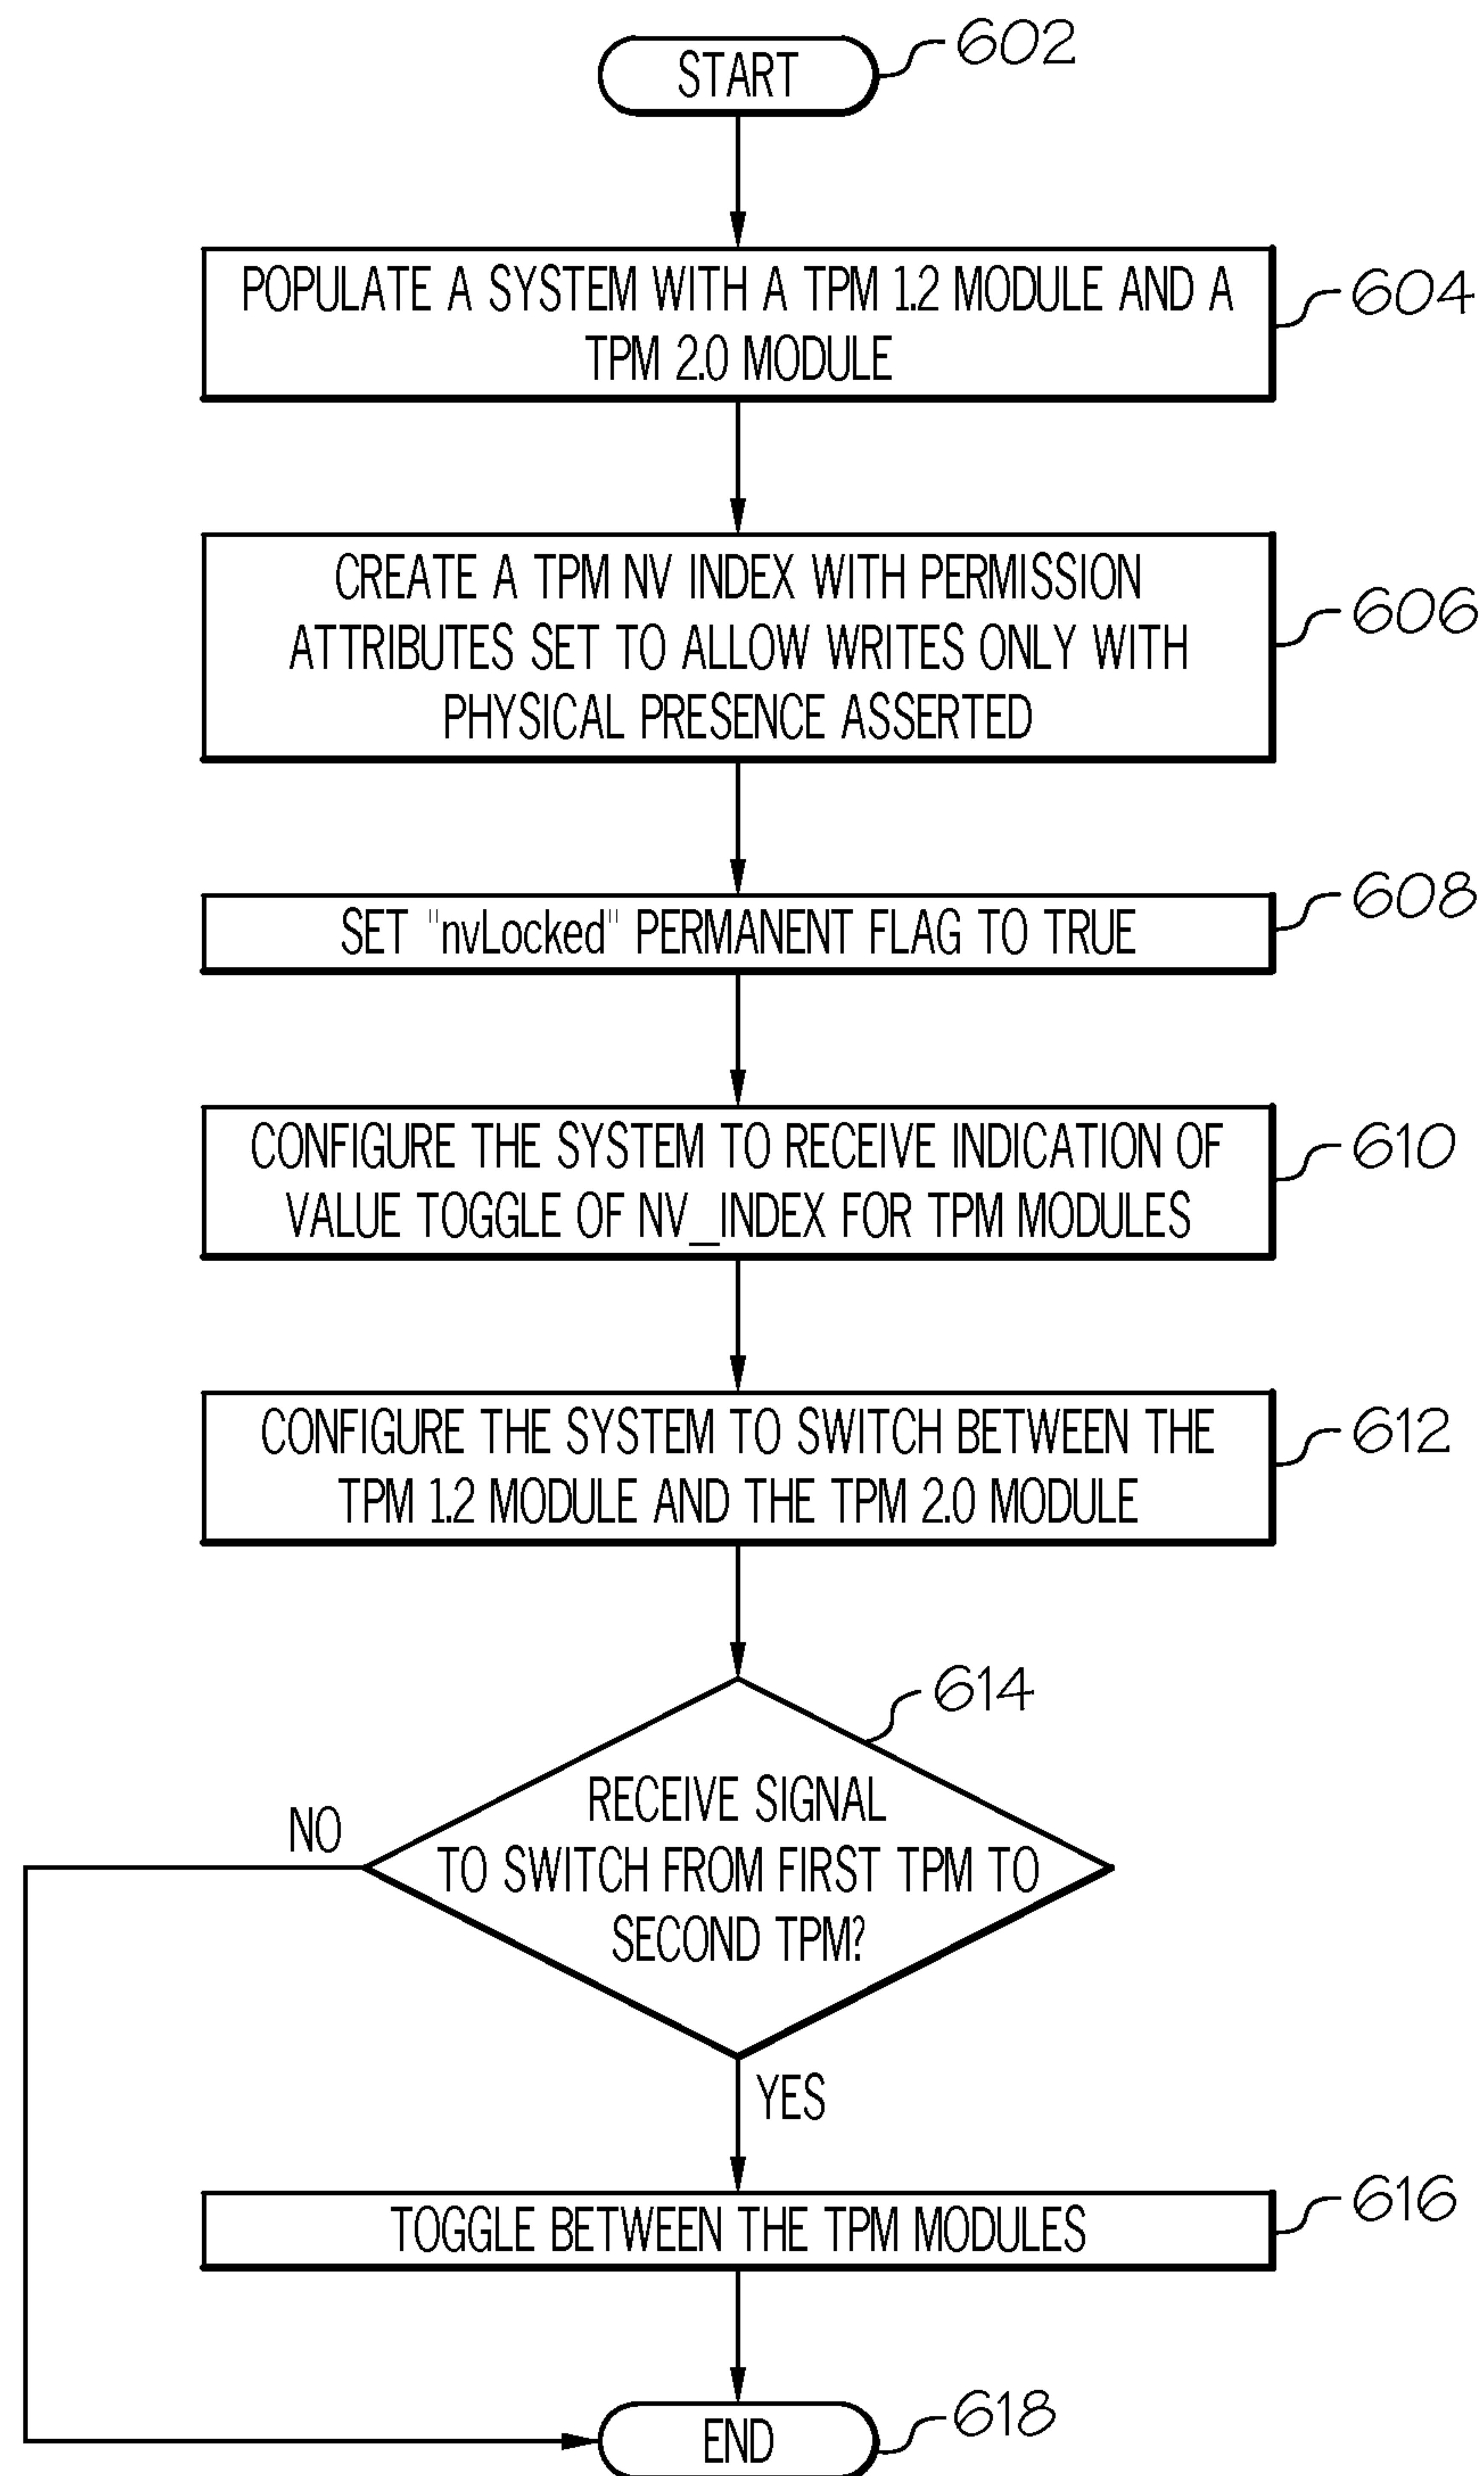 START
602
POPULATE A SYSTEM WITH A TPM 1.2 MODULE AND A
TPM 2.0 MODULE
604
CREATE A TPM NV INDEX WITH PERMISSION
ATTRIBUTES SET TO ALLOW WRITES ONLY WITH
PHYSICAL PRESENCE ASSERTED
606
SET "nvLocked" PERMANENT FLAG TO TRUE
608
CONFIGURE THE SYSTEM TO RECEIVE INDICATION OF
VALUE TOGGLE OF NV_INDEX FOR TPM MODULES
610
CONFIGURE THE SYSTEM TO SWITCH BETWEEN THE
TPM 1.2 MODULE AND THE TPM 2.0 MODULE
612
614
RECEIVE SIGNAL
TO SWITCH FROM FIRST TPM TO
SECOND TPM?
NO
YES
TOGGLE BETWEEN THE TPM MODULES
616
END
618